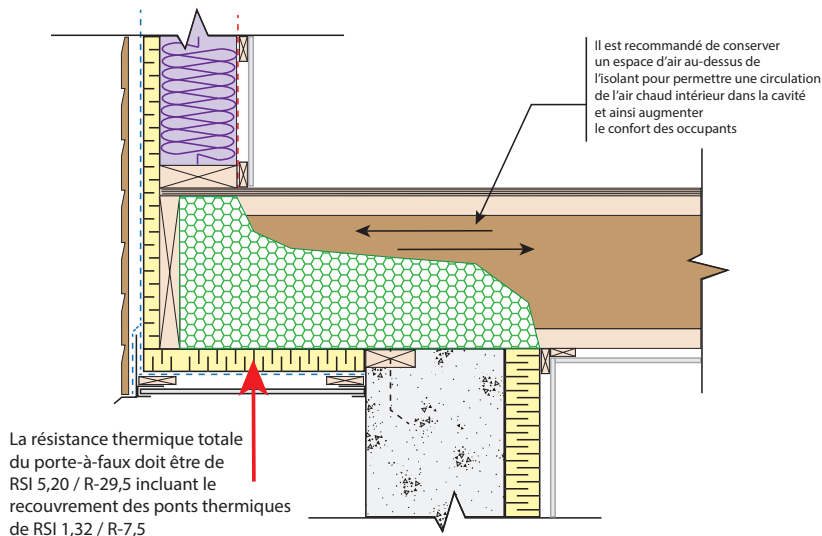 Il est recommandé de conserver
un espace d'air au-dessus de
l'isolant pour permettre une circulation
de l'air chaud intérieur dans la cavité
et ainsi augmenter
le confort des occupants
La résistance thermique totale
du porte-à-faux doit être de
RSI 5,20 / R-29,5 incluant le
recouvrement des ponts thermiques
de RSI 1,32 / R-7,5